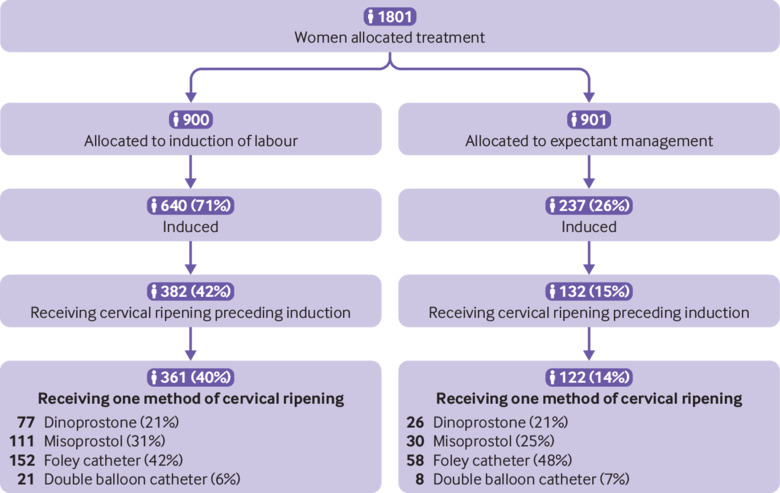 1801
Women allocated treatment
900
Allocated to induction of labour
901
Allocated to expectant management
640 (71%)
Induced
237 (26%)
Induced
382 (42%)
Receiving cervical ripening preceding induction
132 (15%)
Receiving cervical ripening preceding induction
361 (40%)
Receiving one method of cervical ripening
77 Dinoprostone (21%)
111 Misoprostol (31%)
152 Foley catheter (42%)
21 Double balloon catheter (6%)
122 (14%)
Receiving one method of cervical ripening
26 Dinoprostone (21%)
30 Misoprostol (25%)
58 Foley catheter (48%)
8 Double balloon catheter (7%)